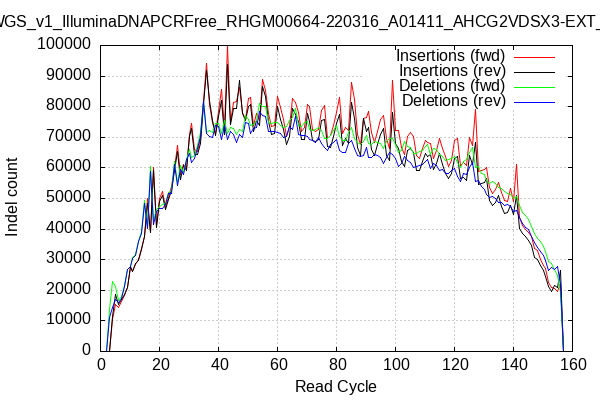 WGS_v1_IlluminaDNAPCRFree_RHGM00664-220316_A01411_AHCG2VDSX3-EXT_
100000
90000
80000
70000
60000
50000
40000
30000
20000
10000
0
Indel count
Insertions (fwd)
Insertions (rev)
Deletions (fwd)
Deletions (rev)
0 20 40 60 80 100 120 140 160
Read Cycle